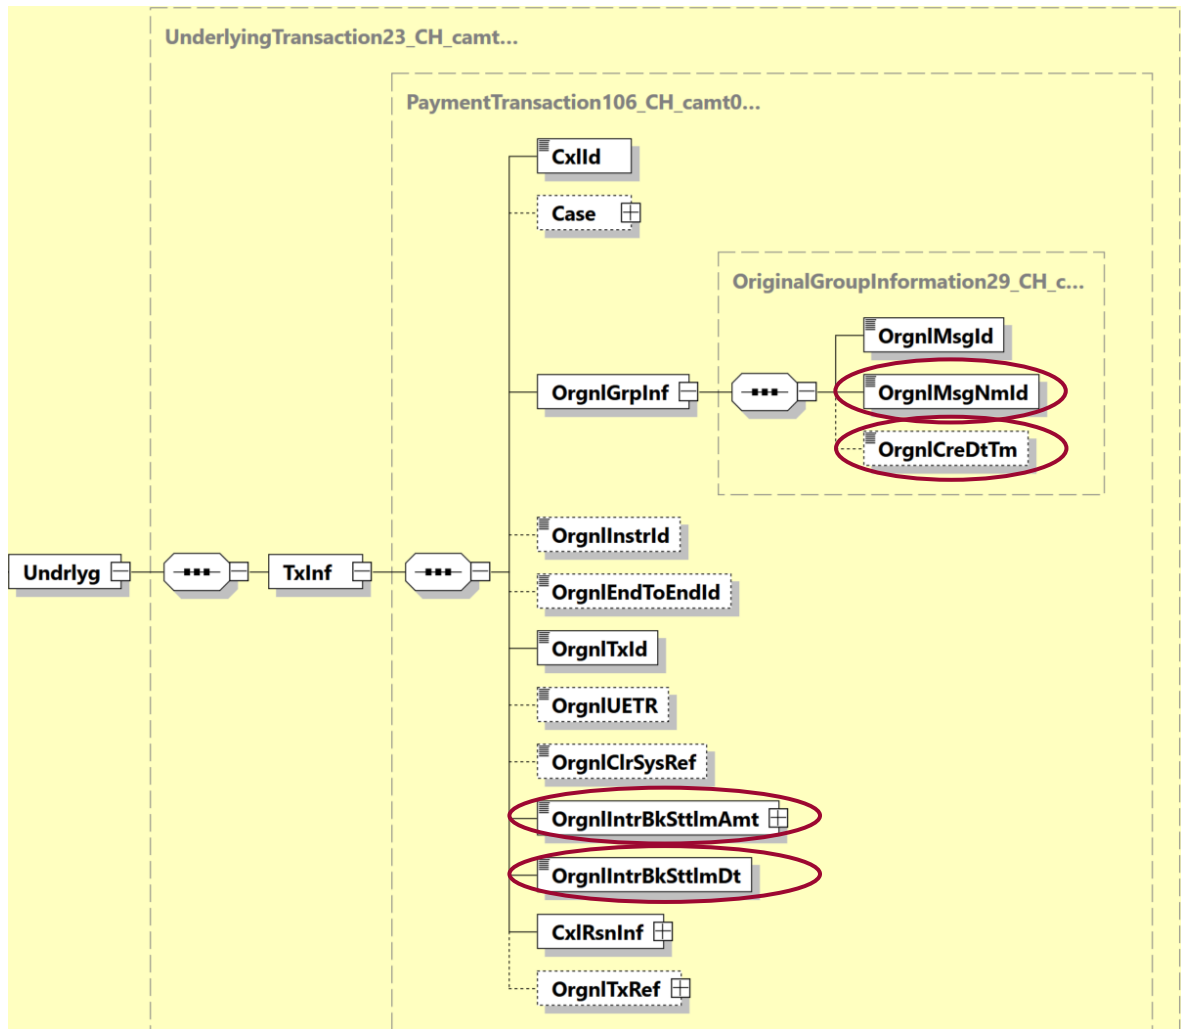 UnderlyingTransaction23_CH_camt...
PaymentTransaction106_CH_camt0...
CxlId
Case
OriginalGroupInformation29_CH_c...
OrgnlMsgId
OrgnlGrpInf
OrgnlMsgNmId
OrgnlCreDtTm
OrgnlInstrId
Undrlyg
TxInf
OrgnlEndToEndId
OrgnlTxId
OrgnlUETR
OrgnlClrSysRef
OrgnlIntrBkSttlmAmt
OrgnlIntrBkSttlmDt
CxlRsnInf
OrgnlTxRef